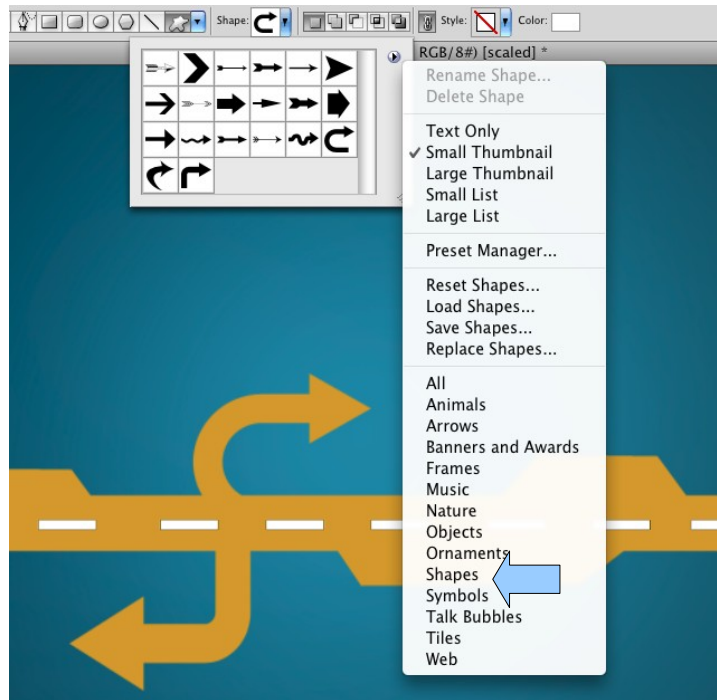 Shape: Style: Color:
RGB/8#) [scaled] *
Rename Shape...
Delete Shape
Text Only
Small Thumbnail
Large Thumbnail
Small List
Large List
Preset Manager...
Reset Shapes...
Load Shapes...
Save Shapes...
Replace Shapes...
All
Animals
Arrows
Banners and Awards
Frames
Music
Nature
Objects
Ornaments
Shapes
Symbols
Talk Bubbles
Tiles
Web